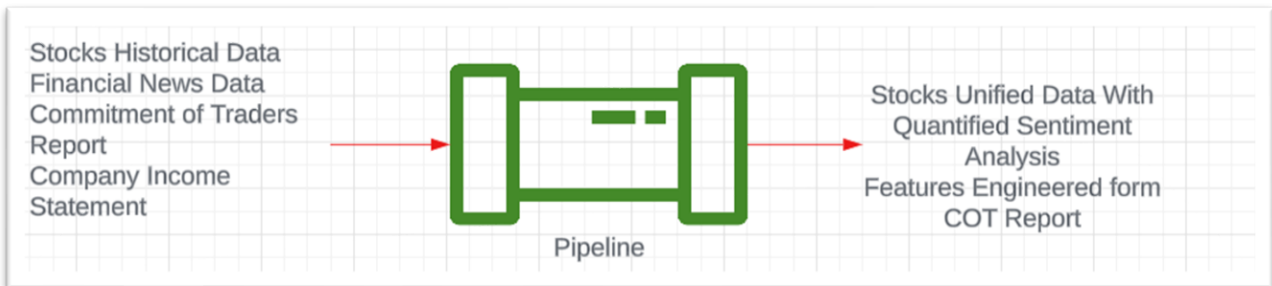 Stocks Historical Data
Financial News Data
Commitment of Traders
Report
Company Income
Statement
Pipeline
Stocks Unified Data With
Quantified Sentiment
Analysis
Features Engineered form
COT Report